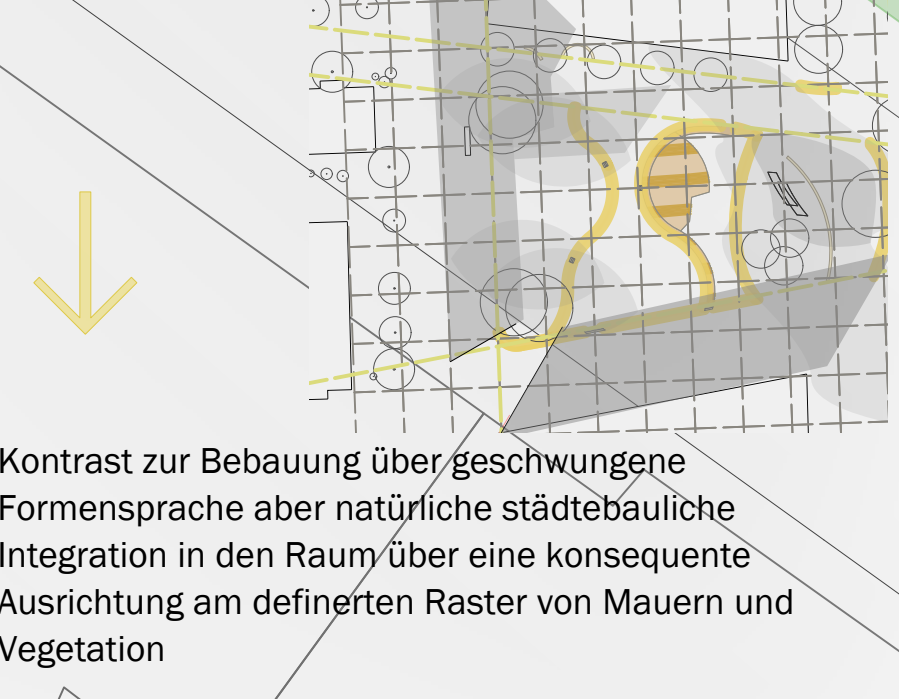 Kontrast zur Bebauung über geschwungene
Formensprache aber natürliche städtebauliche
Integration in den Raum über eine konsequente
Ausrichtung am definerten Raster von Mauern und
Vegetation